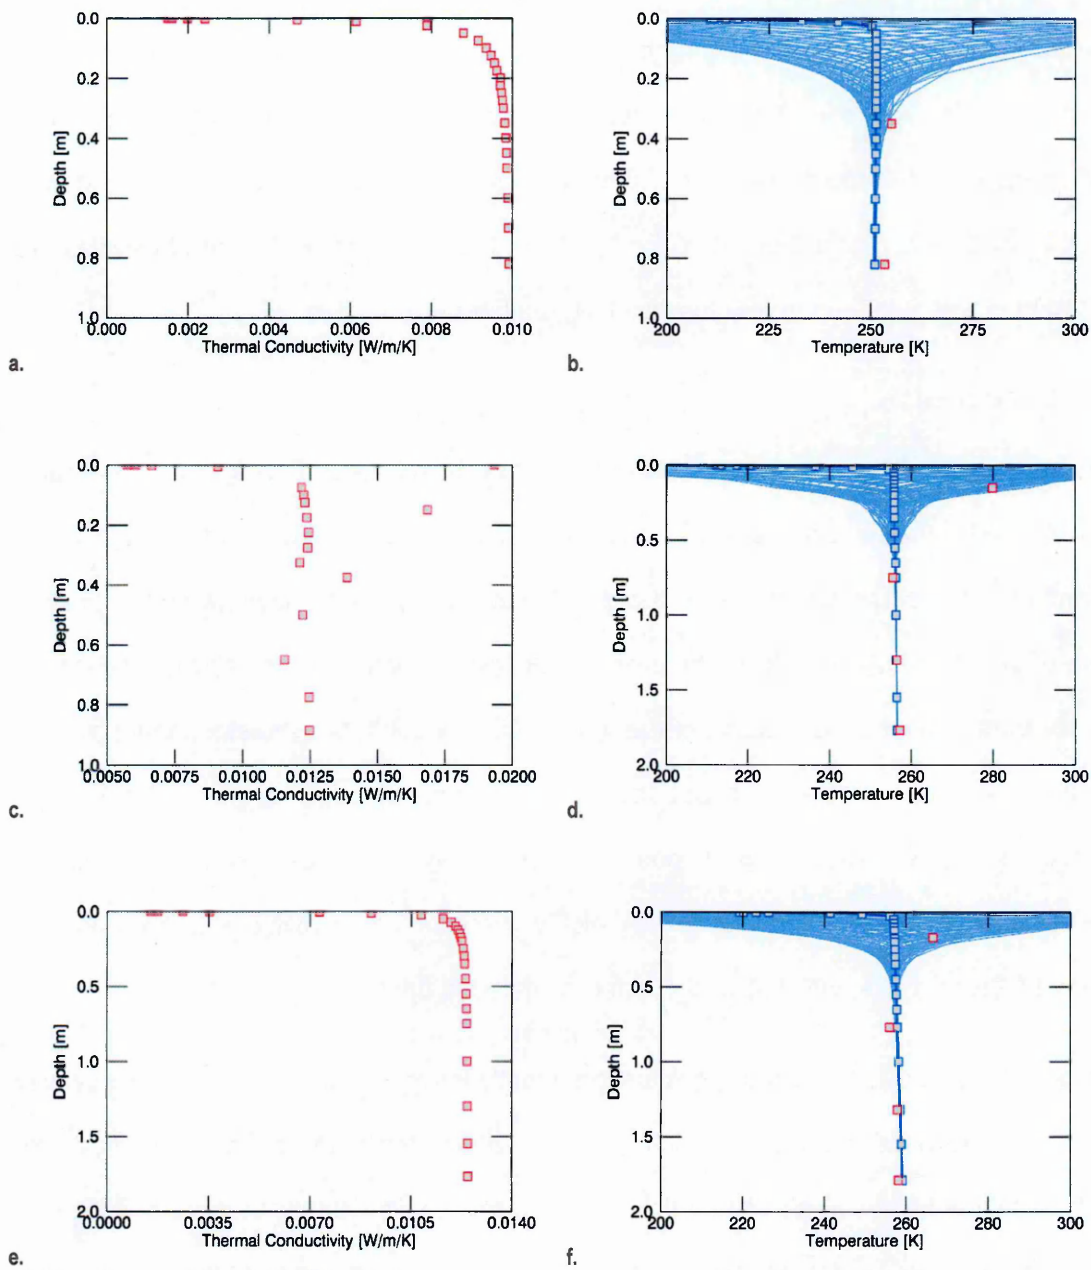 0.0
0.2
0.4
0.6
0.8
1.0
Depth [m]
0.000 0.002 0.004 0.006 0.008 0.010
Thermal Conductivity [W/m/K]
a.
0.0
0.2
0.4
0.6
0.8
1.0
Depth [m]
200 225 250 275 300
Temperature [K]
b.
0.0
0.2
0.4
0.6
0.8
1.0
Depth [m]
0.0050 0.0075 0.0100 0.0125 0.0150 0.0175 0.0200
Thermal Conductivity [W/m/K]
c.
0.0
0.5
1.0
1.5
2.0
Depth [m]
200 220 240 260 280 300
Temperature [K]
d.
0.0
0.5
1.0
1.5
2.0
Depth [m]
0.0000 0.0035 0.0070 0.0105 0.0140
Thermal Conductivity [W/m/K]
e.
0.0
0.5
1.0
1.5
2.0
Depth [m]
200 220 240 260 280 300
Temperature [K]
f.